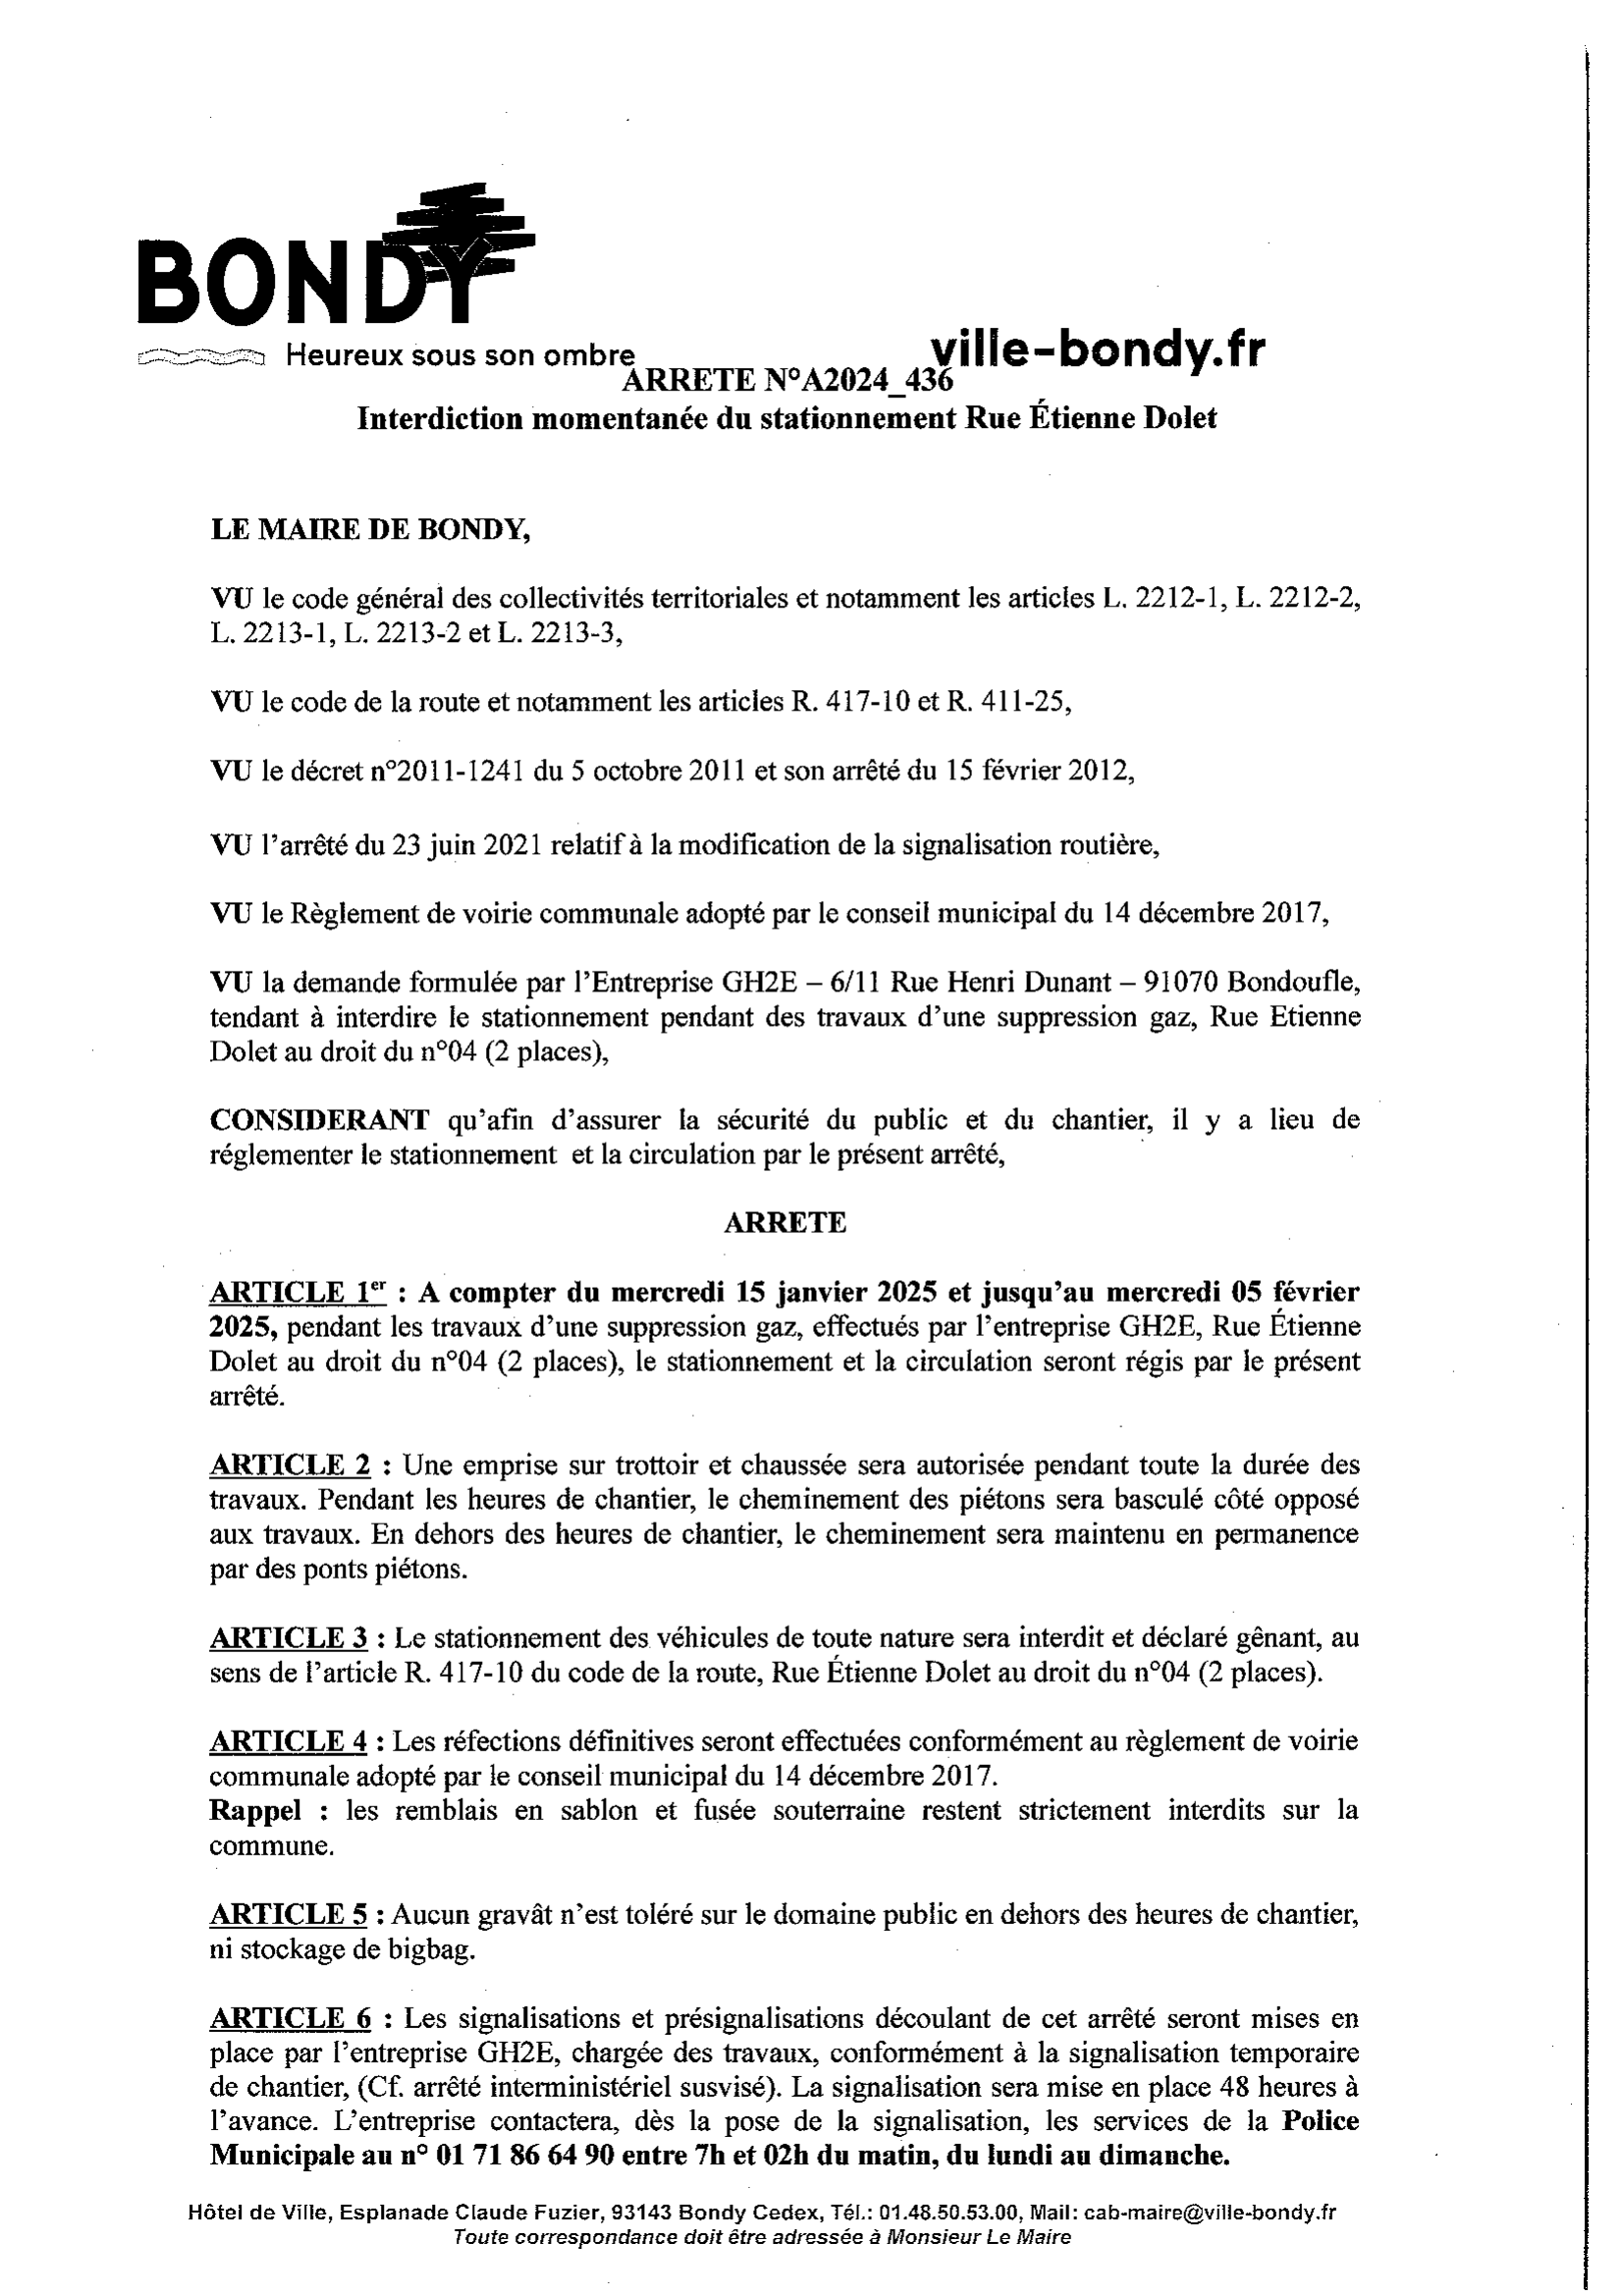 BONDY
Heureux sous son ombre
ville-bondy.fr
ARRETE N°A2024_436
Interdiction momentanée du stationnement Rue Étienne Dolet
LE MAIRE DE BONDY,
VU le code général des collectivités territoriales et notamment les articles L. 2212-1, L. 2212-2,
L. 2213-1, L. 2213-2 et L. 2213-3,
VU le code de la route et notamment les articles R. 417-10 et R. 411-25,
VU le décret n°2011-1241 du 5 octobre 2011 et son arrêté du 15 février 2012,
VU l'arrêté du 23 juin 2021 relatif à la modification de la signalisation routière,
VU le Règlement de voirie communale adopté par le conseil municipal du 14 décembre 2017,
VU la demande formulée par l'Entreprise GH2E – 6/11 Rue Henri Dunant – 91070 Bondoufle,
tendant à interdire le stationnement pendant des travaux d'une suppression gaz, Rue Etienne
Dolet au droit du n°04 (2 places),
CONSIDERANT qu'afin d'assurer la sécurité du public et du chantier, il y a lieu de
réglementer le stationnement et la circulation par le présent arrêté,
ARRETE
ARTICLE 1er : A compter du mercredi 15 janvier 2025 et jusqu'au mercredi 05 février
2025, pendant les travaux d'une suppression gaz, effectués par l'entreprise GH2E, Rue Étienne
Dolet au droit du n°04 (2 places), le stationnement et la circulation seront régis par le présent
arrêté.
ARTICLE 2 : Une emprise sur trottoir et chaussée sera autorisée pendant toute la durée des
travaux. Pendant les heures de chantier, le cheminement des piétons sera basculé côté opposé
aux travaux. En dehors des heures de chantier, le cheminement sera maintenu en permanence
par des ponts piétons.
ARTICLE 3 : Le stationnement des véhicules de toute nature sera interdit et déclaré gênant, au
sens de l'article R. 417-10 du code de la route, Rue Étienne Dolet au droit du n°04 (2 places).
ARTICLE 4 : Les réfections définitives seront effectuées conformément au règlement de voirie
communale adopté par le conseil municipal du 14 décembre 2017.
Rappel : les remblais en sablon et fusée souterraine restent strictement interdits sur la
commune.
ARTICLE 5 : Aucun gravât n'est toléré sur le domaine public en dehors des heures de chantier,
ni stockage de bigbag.
ARTICLE 6 : Les signalisations et présignalisations découlant de cet arrêté seront mises en
place par l'entreprise GH2E, chargée des travaux, conformément à la signalisation temporaire
de chantier, (Cf. arrêté interministériel susvisé). La signalisation sera mise en place 48 heures à
l'avance. L'entreprise contactera, dès la pose de la signalisation, les services de la Police
Municipale au n° 01 71 86 64 90 entre 7h et 02h du matin, du lundi au dimanche.
Hôtel de Ville, Esplanade Claude Fuzier, 93143 Bondy Cedex, Tél.: 01.48.50.53.00, Mail: cab-maire@ville-bondy.fr
Toute correspondance doit être adressée à Monsieur Le Maire